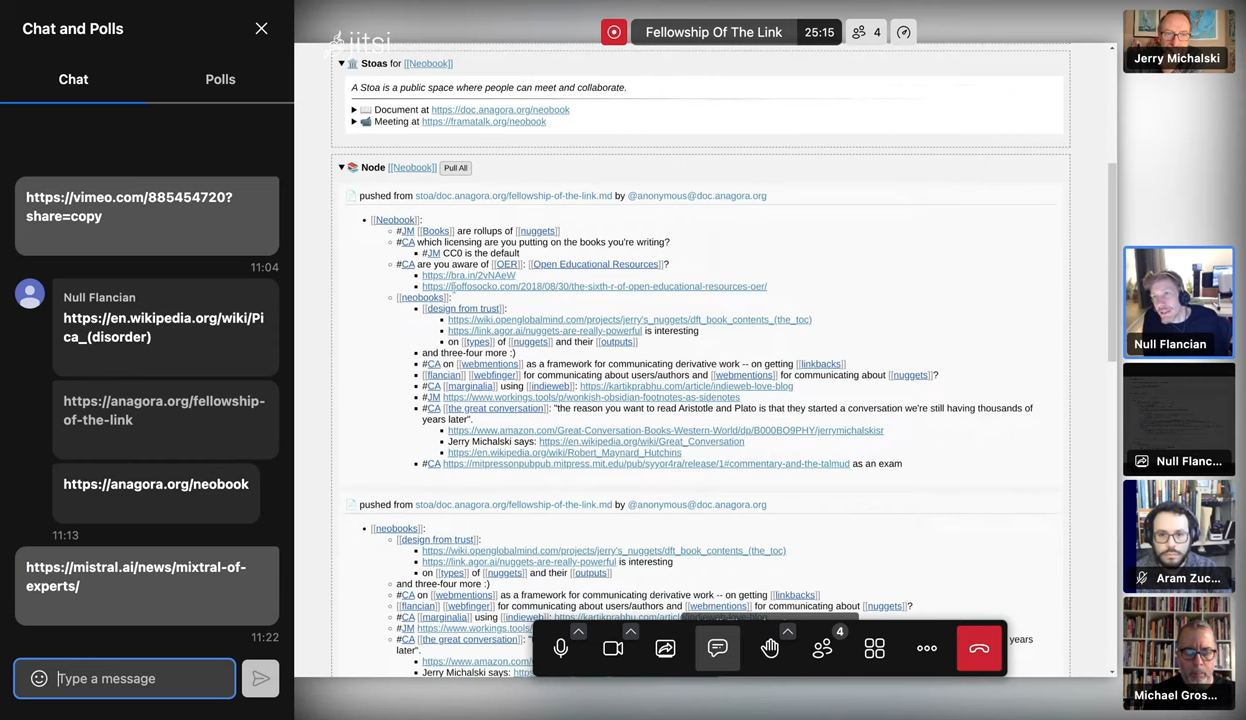 Chat and Polls
Chat
Polls
https://vimeo.com/885454720?
share=copy
11:04
Null Flancian
https://en.wikipedia.org/wiki/Pi
ca_(disorder)
https://anagora.org/fellowship-
of-the-link
https://anagora.org/neobook
11:13
https://mistral.ai/news/mixtral-of-
experts/
11:22
Type a message
jitsi
Fellowship Of The Link
25:15
4
Stoas for [[Neobook]]
A Stoa is a public space where people can meet and collaborate.
Document at https://doc.anagora.org/neobook
Meeting at https://framatalk.org/neobook
Node [[Neobook]] Pull All
pushed from stoa/doc.anagora.org/fellowship-of-the-link.md by @anonymous@doc.anagora.org
[[Neobook]]:
#JM [[Books]] are rollups of [[nuggets]]
#CA which licensing are you putting on the books you're writing?
#JM CC0 is the default
#CA are you aware of [[OER]]: [[Open Educational Resources]]?
https://bra.in/2vNAeW
https://boffosocko.com/2018/08/30/the-sixth-r-of-open-educational-resources-oer/
[[neobooks]]:
[[design from trust]]:
https://wiki.openglobalmind.com/projects/jerry's_nuggets/dft_book_contents_(the_toc)
https://link.agor.ai/nuggets-are-really-powerful is interesting
on [[types]] of [[nuggets]] and their [[outputs]]
and three-four more :)
#CA on [[webmentions]] as a framework for communicating derivative work -- on getting [[linkbacks]]
[[flancian]] [[webfinger]] for communicating about users/authors and [[webmentions]] for communicating about [[nuggets]]?
#CA [[marginalia]] using [[indieweb]]: https://kartikprabhu.com/article/indieweb-love-blog
#JM https://www.workings.tools/p/wonkish-obsidian-footnotes-as-sidenotes
#CA [[the great conversation]]: "the reason you want to read Aristotle and Plato is that they started a conversation we're still having thousands of
years later".
https://www.amazon.com/Great-Conversation-Books-Western-World/dp/B000BO9PHY/jerrymichalskisr
Jerry Michalski says: https://en.wikipedia.org/wiki/Great_Conversation
https://en.wikipedia.org/wiki/Robert_Maynard_Hutchins
#CA https://mitpressonpubpub.mitpress.mit.edu/pub/syyor4ra/release/1#commentary-and-the-talmud as an exam
pushed from stoa/doc.anagora.org/fellowship-of-the-link.md by @anonymous@doc.anagora.org
[[neobooks]]:
[[design from trust]]:
https://wiki.openglobalmind.com/projects/jerry's_nuggets/dft_book_contents_(the_toc)
https://link.agor.ai/nuggets-are-really-powerful is interesting
on [[types]] of [[nuggets]] and their [[outputs]]
and three-four more :)
#CA on [[webmentions]] as a framework for communicating derivative work -- on getting [[linkbacks]]
[[flancian]] [[webfinger]] for communicating about users/authors and [[webmentions]] for communicating about [[nuggets]]?
#CA [[marginalia]] using [[indieweb]]:
#JM https://www.workings.tools
#CA [[the great conversation]]: years
later".
https://www.amazon.com
Jerry Michalski says:
4
Jerry Michalski
Null Flancian
Null Flanc...
Aram Zuc...
Michael Gros...